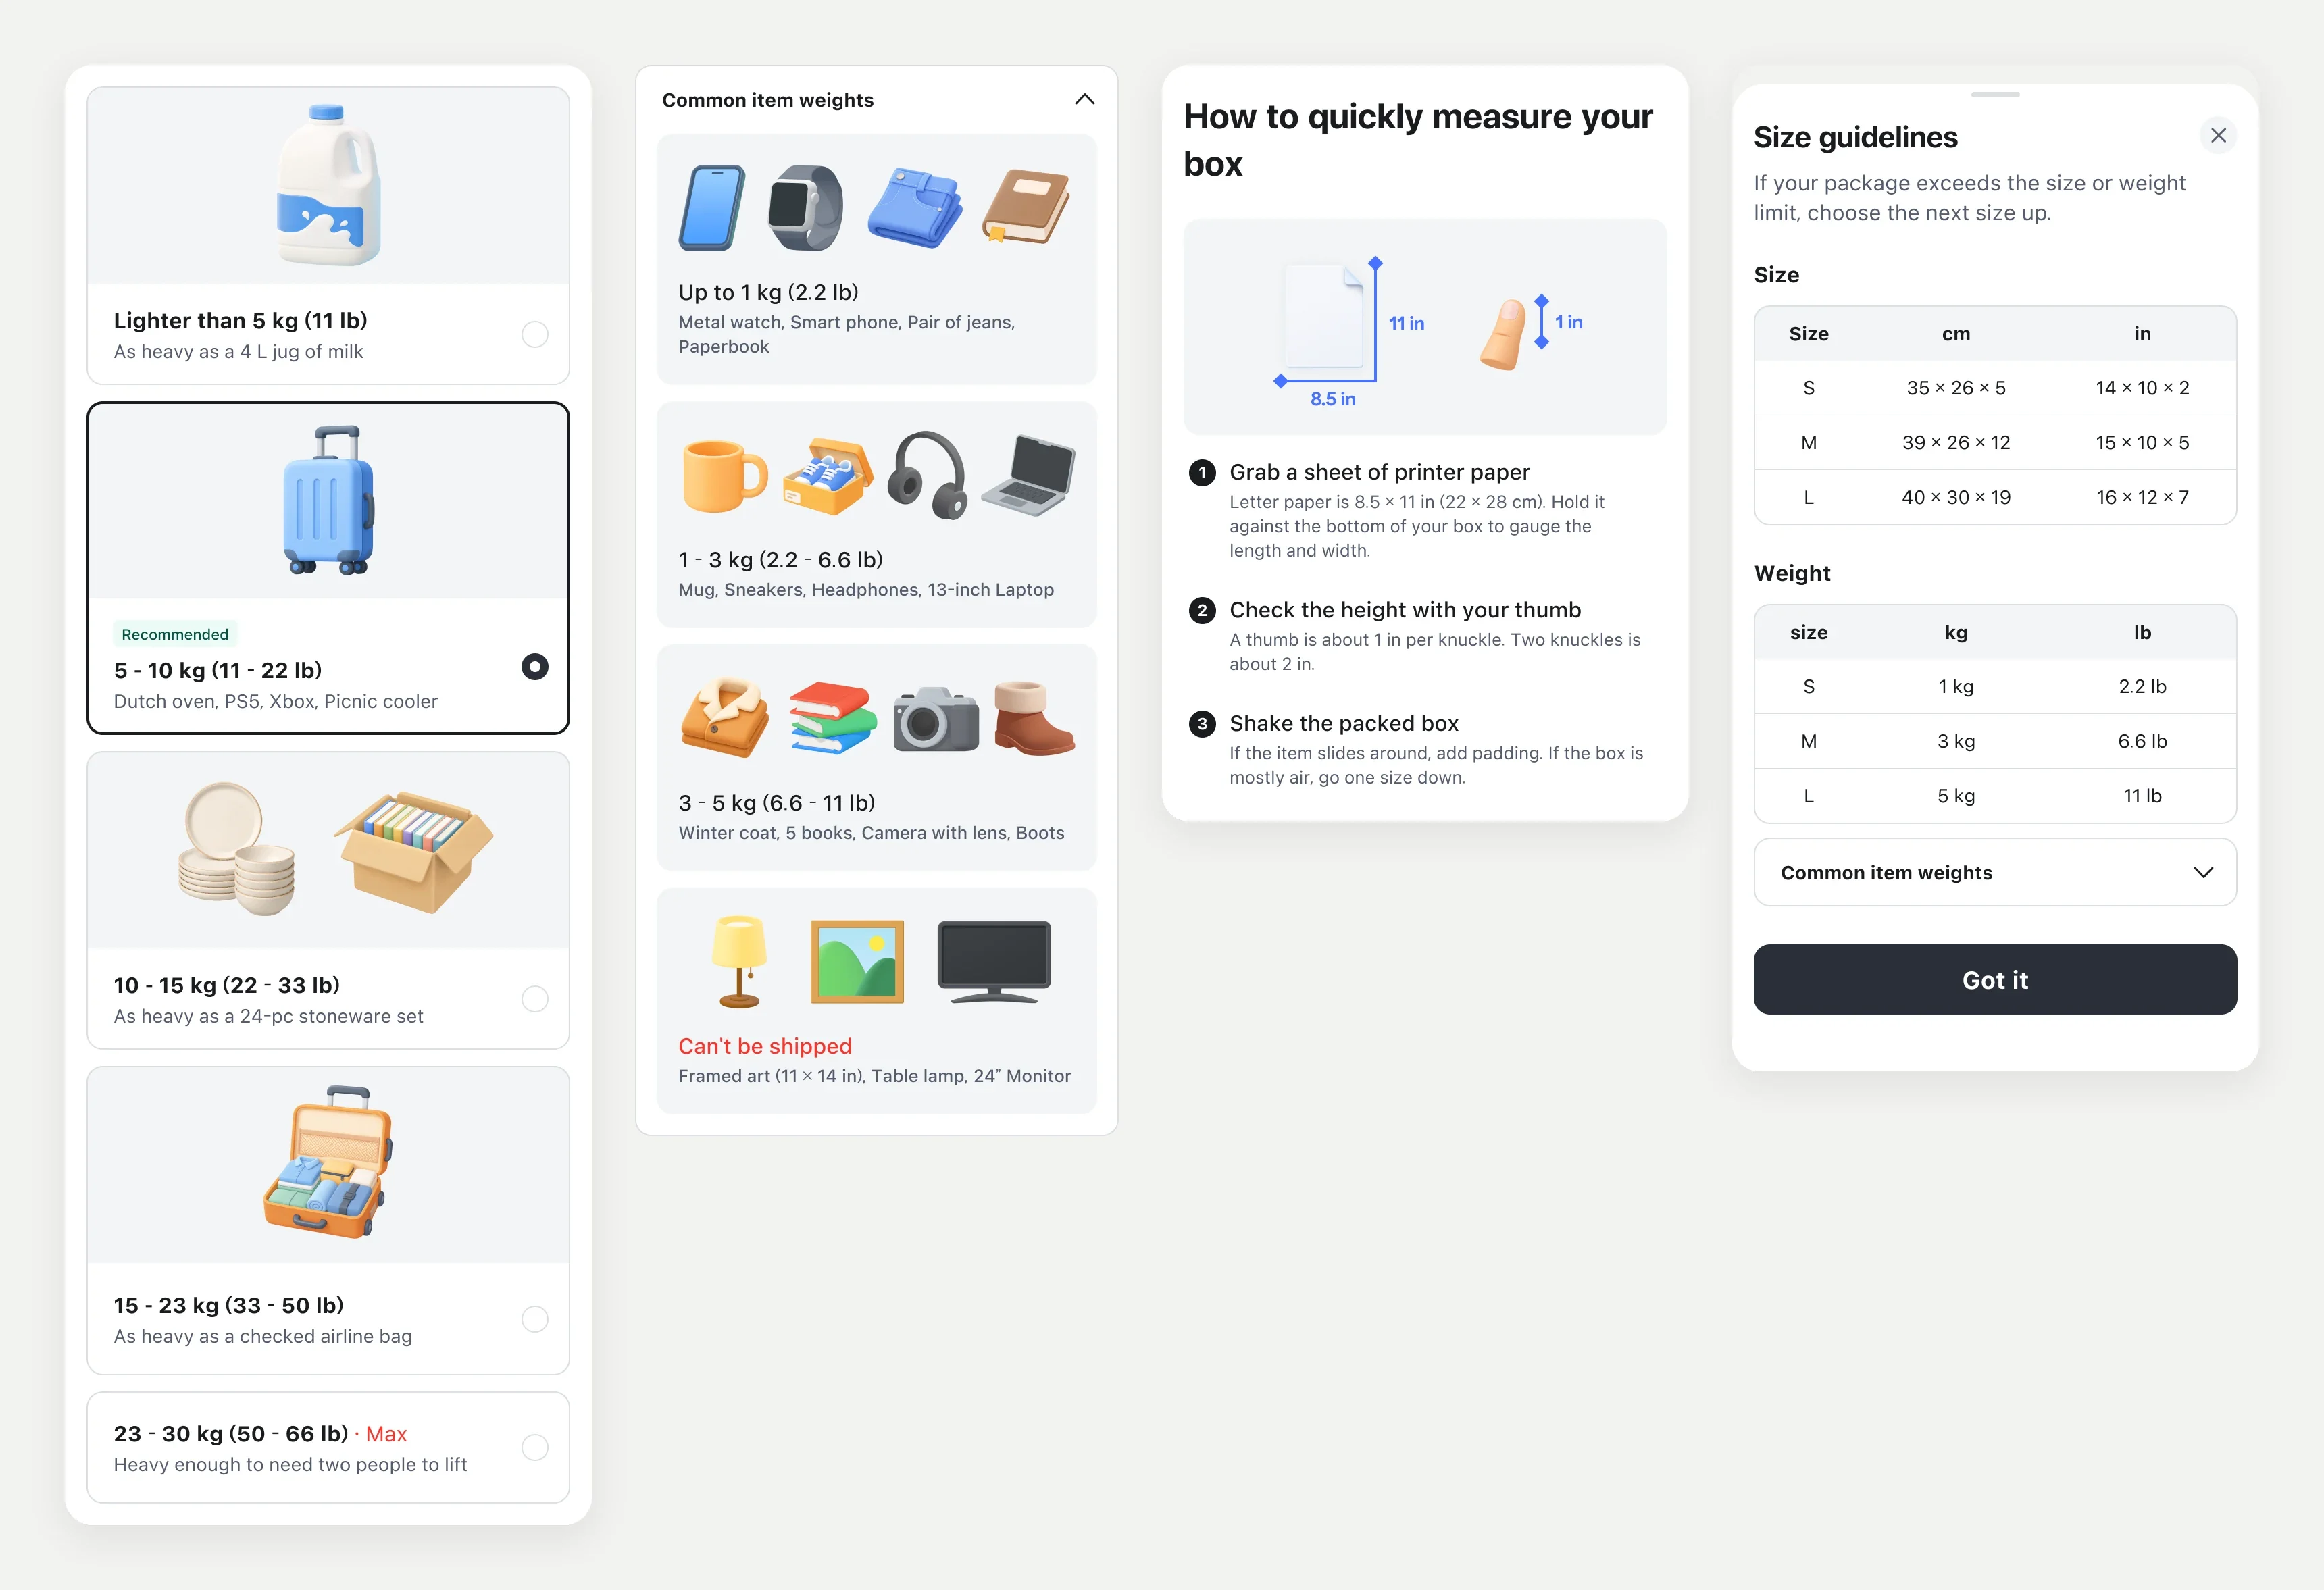 Lighter than 5 kg (11 lb)
As heavy as a 4 L jug of milk
Recommended
5 - 10 kg (11 - 22 lb)
Dutch oven, PS5, Xbox, Picnic cooler
10 - 15 kg (22 - 33 lb)
As heavy as a 24-pc stoneware set
15 - 23 kg (33 - 50 lb)
As heavy as a checked airline bag
23 - 30 kg (50 - 66 lb) · Max
Heavy enough to need two people to lift
Common item weights
Up to 1 kg (2.2 lb)
Metal watch, Smart phone, Pair of jeans,
Paperbook
1 - 3 kg (2.2 - 6.6 lb)
Mug, Sneakers, Headphones, 13-inch Laptop
3 - 5 kg (6.6 - 11 lb)
Winter coat, 5 books, Camera with lens, Boots
Can't be shipped
Framed art (11 × 14 in), Table lamp, 24” Monitor
How to quickly measure your
box
11 in
1 in
8.5 in
1 Grab a sheet of printer paper
Letter paper is 8.5 × 11 in (22 × 28 cm). Hold it
against the bottom of your box to gauge the
length and width.
2 Check the height with your thumb
A thumb is about 1 in per knuckle. Two knuckles is
about 2 in.
3 Shake the packed box
If the item slides around, add padding. If the box is
mostly air, go one size down.
Size guidelines
If your package exceeds the size or weight
limit, choose the next size up.
Size
Size cm in
S 35 × 26 × 5 14 × 10 × 2
M 39 × 26 × 12 15 × 10 × 5
L 40 × 30 × 19 16 × 12 × 7
Weight
size kg lb
S 1 kg 2.2 lb
M 3 kg 6.6 lb
L 5 kg 11 lb
Common item weights
Got it